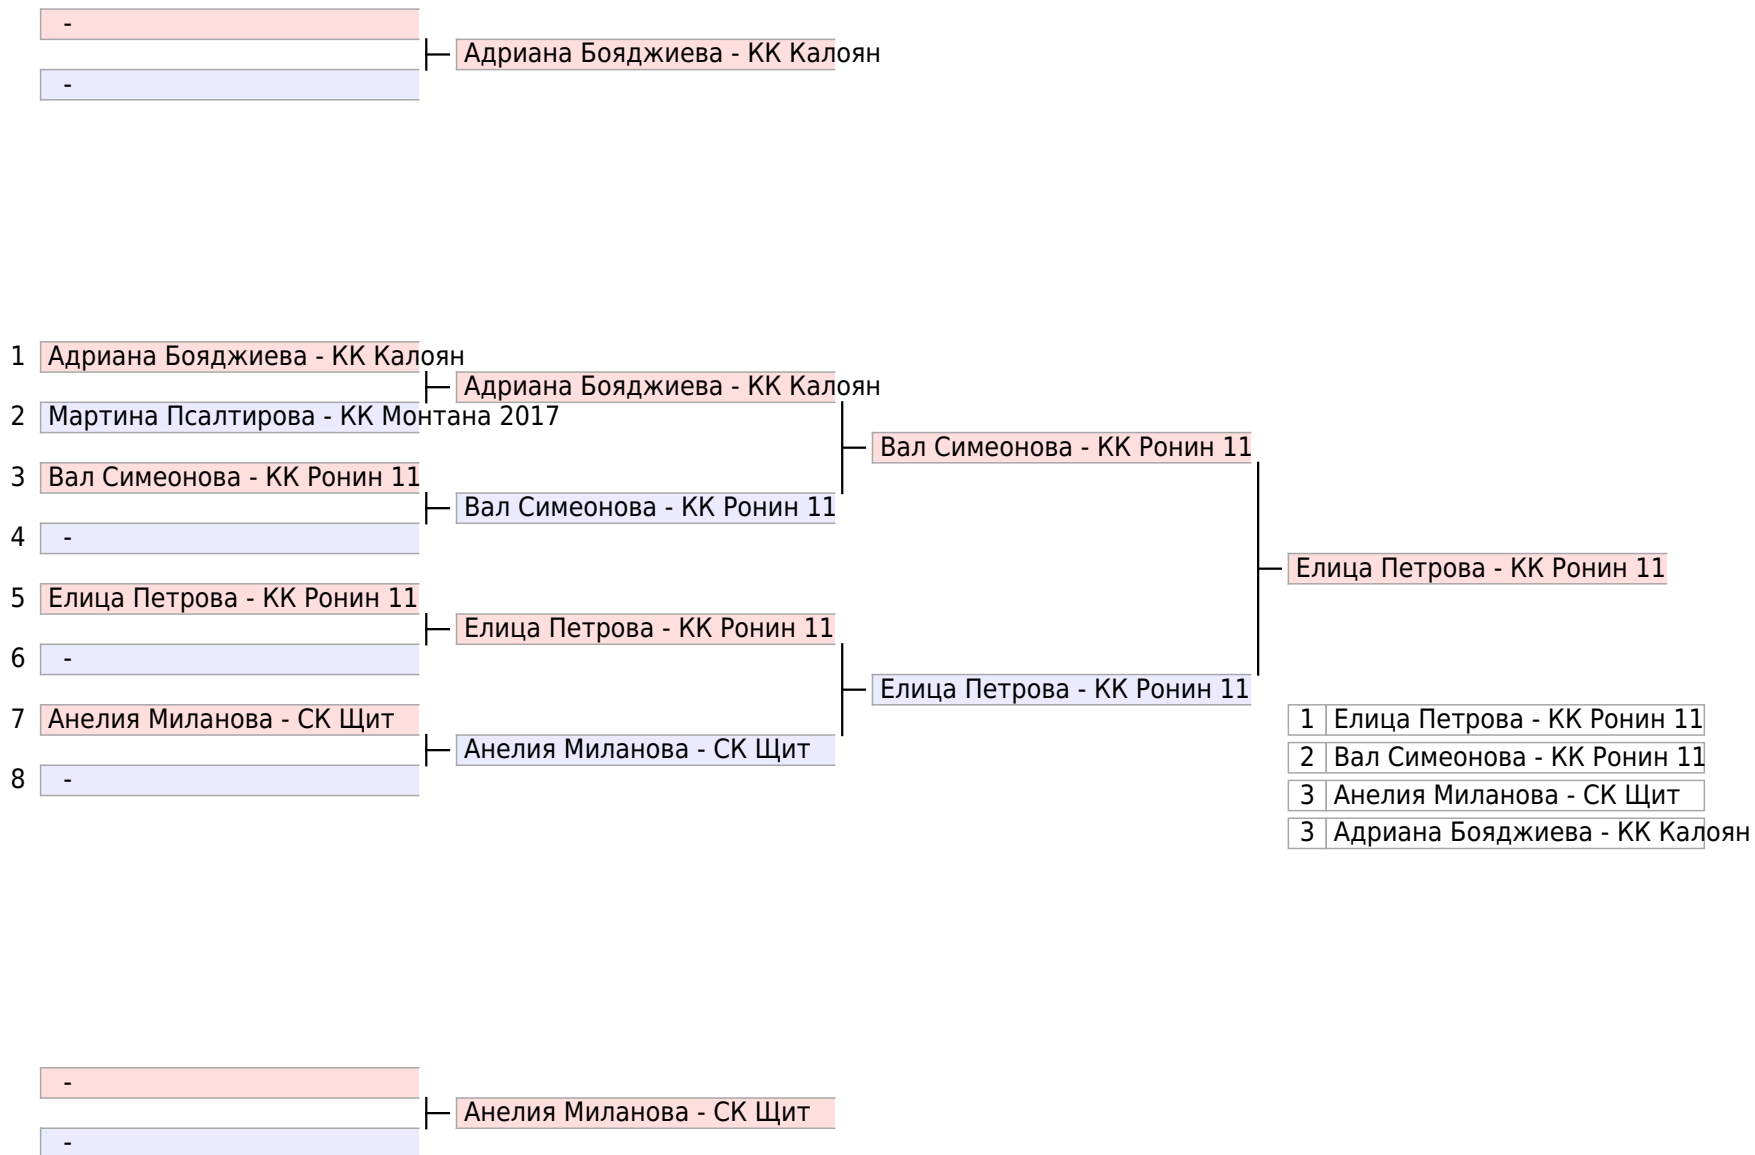 -
Адриана Бояджиева - КК Калоян
-
1 Адриана Бояджиева - КК Калоян
Адриана Бояджиева - КК Калоян
2 Мартина Псалтирова - КК Монтана 2017
Вал Симеонова - КК Ронин 11
3 Вал Симеонова - КК Ронин 11
Вал Симеонова - КК Ронин 11
4 -
Елица Петрова - КК Ронин 11
5 Елица Петрова - КК Ронин 11
Елица Петрова - КК Ронин 11
6 -
Елица Петрова - КК Ронин 11
7 Анелия Миланова - СК Щит
1 Елица Петрова - КК Ронин 11
Анелия Миланова - СК Щит
2 Вал Симеонова - КК Ронин 11
8 -
3 Анелия Миланова - СК Щит
3 Адриана Бояджиева - КК Калоян
-
Анелия Миланова - СК Щит
-